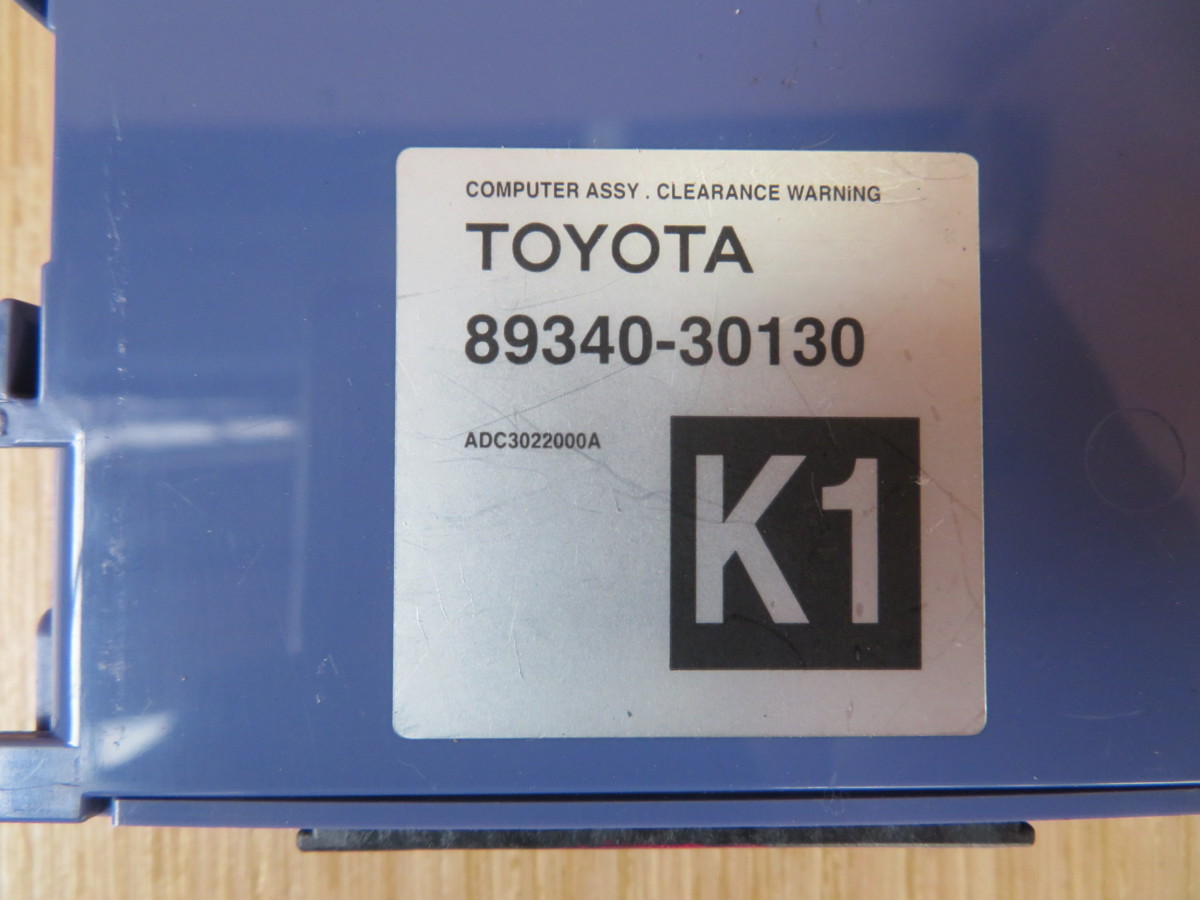 COMPUTER ASSY . CLEARANCE WARNiNG
TOYOTA
89340-30130
ADC3022000A
K1